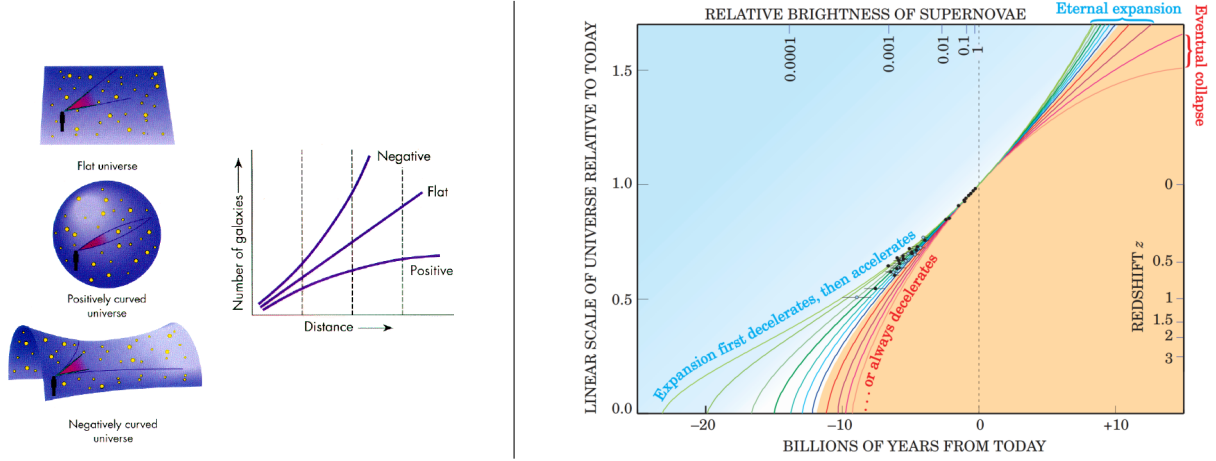 Flat universe
Positively curved
universe
Negatively curved
universe
Number of galaxies
Negative
Flat
Positive
Distance
RELATIVE BRIGHTNESS OF SUPERNOVAE
0.0001
0.001
0.01
0.1
1
Eternal expansion
Eventual collapse
LINEAR SCALE OF UNIVERSE RELATIVE TO TODAY
1.5
1.0
0.5
0.0
Expansion first decelerates, then accelerates
... or always decelerates
REDSHIFT z
0
0.5
1
1.5
2
3
−20
−10
0
+10
BILLIONS OF YEARS FROM TODAY